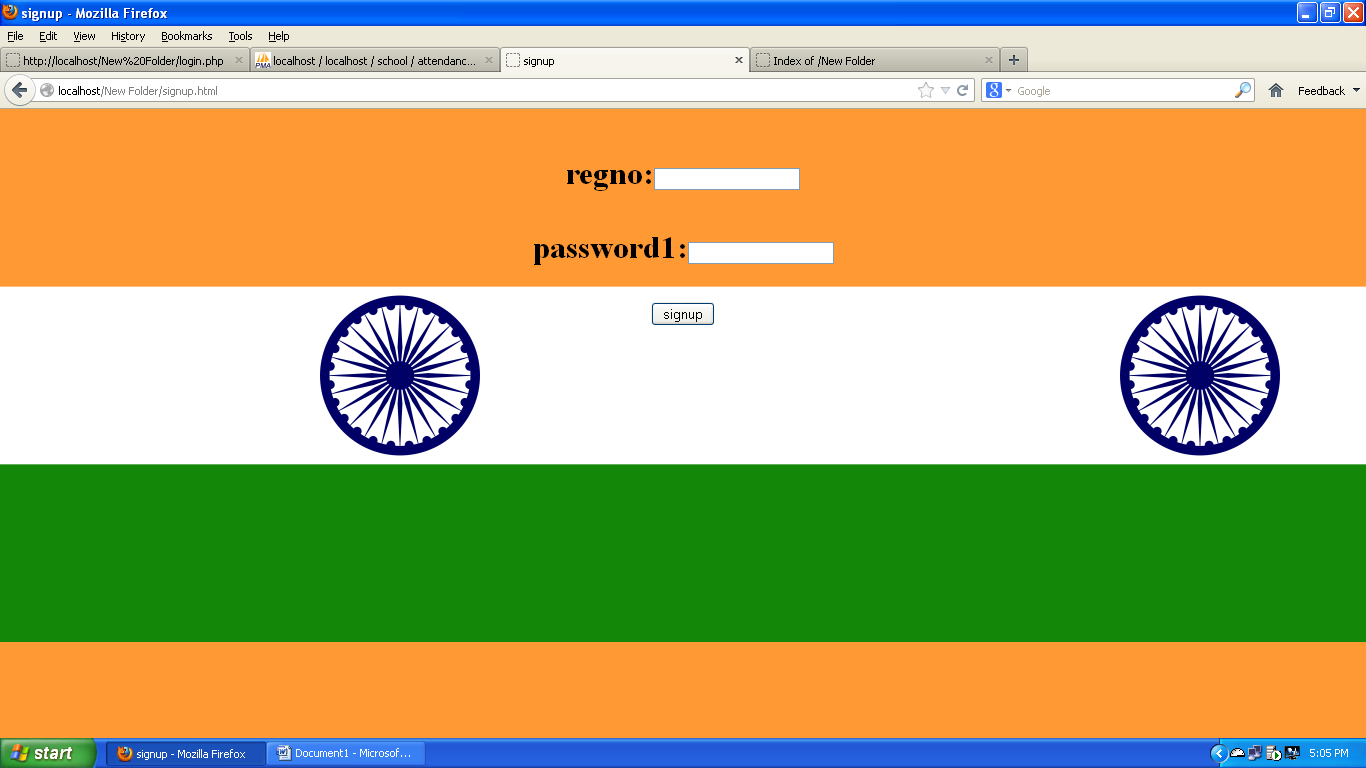 signup - Mozilla Firefox
File Edit View History Bookmarks Tools Help
http://localhost/New%20Folder/login.php PMA localhost / localhost / school / attendanc... signup Index of /New Folder
localhost/New Folder/signup.html 8 Google Feedback
regno:
password1:
signup
start signup - Mozilla Firefox Document1 - Microsof... 5:05 PM